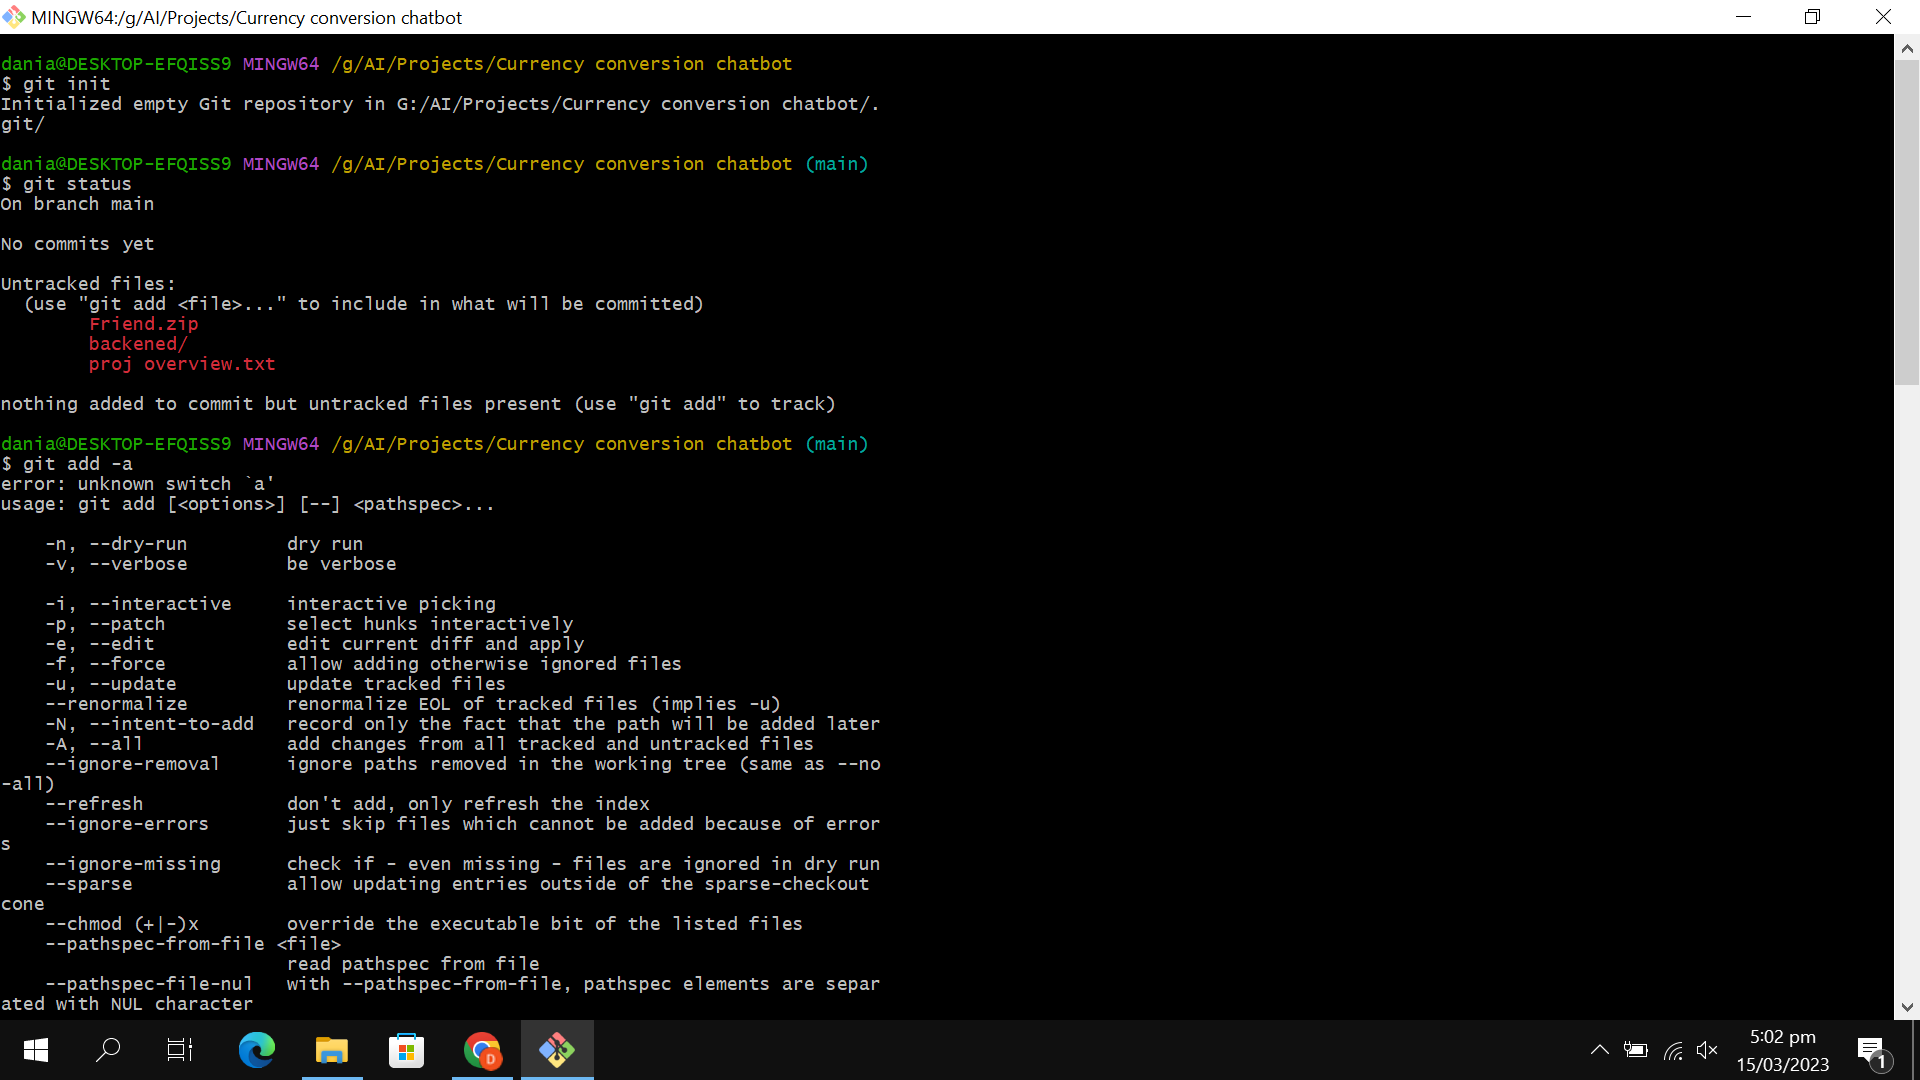 MINGW64:/g/AI/Projects/Currency conversion chatbot
dania@DESKTOP-EFQISS9 MINGW64 /g/AI/Projects/Currency conversion chatbot
$ git init
Initialized empty Git repository in G:/AI/Projects/Currency conversion chatbot/.
git/
dania@DESKTOP-EFQISS9 MINGW64 /g/AI/Projects/Currency conversion chatbot (main)
$ git status
On branch main
No commits yet
Untracked files:
  (use "git add <file>..." to include in what will be committed)
        Friend.zip
        backened/
        proj overview.txt
nothing added to commit but untracked files present (use "git add" to track)
dania@DESKTOP-EFQISS9 MINGW64 /g/AI/Projects/Currency conversion chatbot (main)
$ git add -a
error: unknown switch `a'
usage: git add [<options>] [--] <pathspec>...
    -n, --dry-run         dry run
    -v, --verbose         be verbose
    -i, --interactive     interactive picking
    -p, --patch           select hunks interactively
    -e, --edit            edit current diff and apply
    -f, --force           allow adding otherwise ignored files
    -u, --update          update tracked files
    --renormalize         renormalize EOL of tracked files (implies -u)
    -N, --intent-to-add   record only the fact that the path will be added later
    -A, --all             add changes from all tracked and untracked files
    --ignore-removal      ignore paths removed in the working tree (same as --no
-all)
    --refresh             don't add, only refresh the index
    --ignore-errors       just skip files which cannot be added because of error
s
    --ignore-missing      check if - even missing - files are ignored in dry run
    --sparse              allow updating entries outside of the sparse-checkout
cone
    --chmod (+|-)x        override the executable bit of the listed files
    --pathspec-from-file <file>
                          read pathspec from file
    --pathspec-file-nul   with --pathspec-from-file, pathspec elements are separ
ated with NUL character
D
5:02 pm
15/03/2023
1